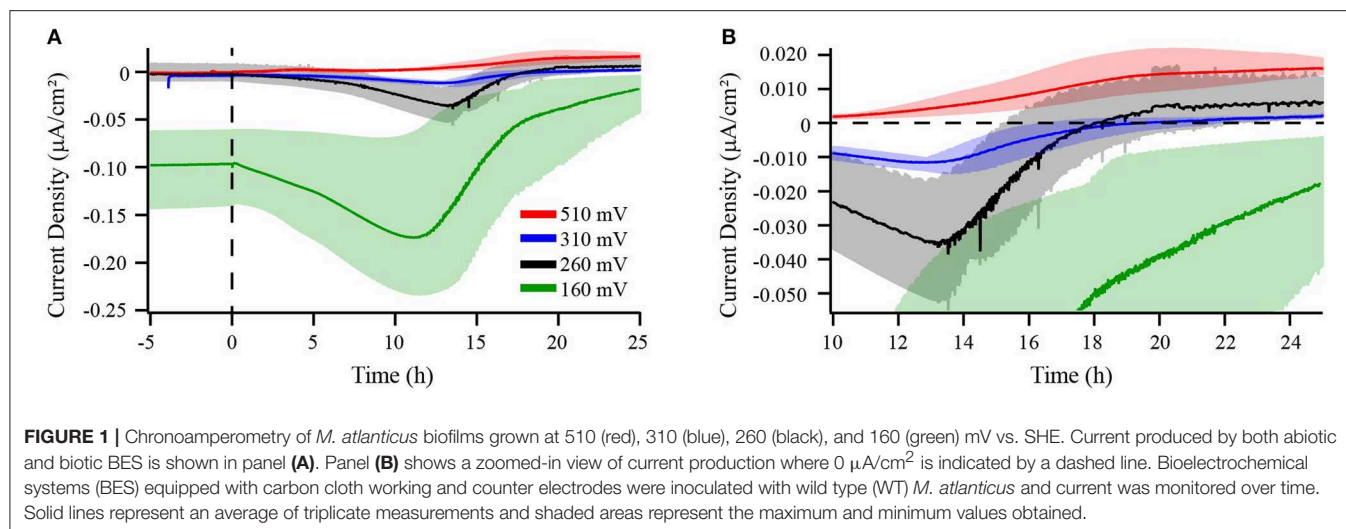 A
0
-0.05
-0.10
-0.15
-0.20
-0.25
Current Density (µA/cm²)
-5
0
5
10
15
20
25
Time (h)
510 mV
310 mV
260 mV
160 mV
B
0.020
0.010
0
-0.010
-0.020
-0.030
-0.040
-0.050
Current Density (µA/cm²)
10
12
14
16
18
20
22
24
Time (h)
FIGURE 1 | Chronoamperometry of M. atlanticus biofilms grown at 510 (red), 310 (blue), 260 (black), and 160 (green) mV vs. SHE. Current produced by both abiotic
and biotic BES is shown in panel (A). Panel (B) shows a zoomed-in view of current production where 0 µA/cm² is indicated by a dashed line. Bioelectrochemical
systems (BES) equipped with carbon cloth working and counter electrodes were inoculated with wild type (WT) M. atlanticus and current was monitored over time.
Solid lines represent an average of triplicate measurements and shaded areas represent the maximum and minimum values obtained.